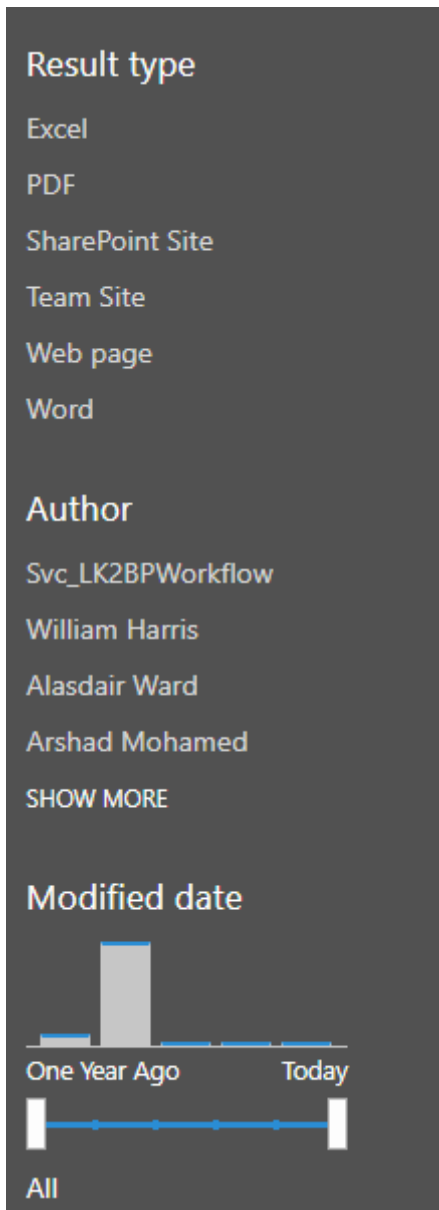 Result type
Excel
PDF
SharePoint Site
Team Site
Web page
Word
Author
Svc_LK2BPWorkflow
William Harris
Alasdair Ward
Arshad Mohamed
SHOW MORE
Modified date
One Year Ago Today
All